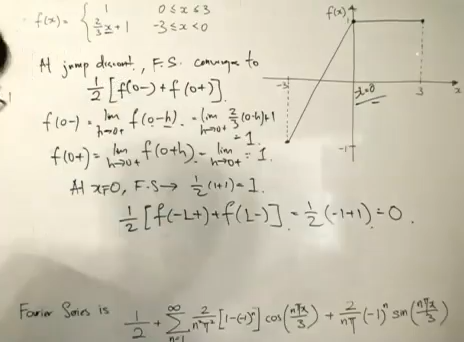 f(x) = { 1    0 ≤ x ≤ 3
2/3 x + 1    -3 ≤ x < 0
At jump discont., F.S. converge to
1/2 [f(0-) + f(0+)]
f(0-) = lim h→0+ f(0-h) = lim h→0+ 2/3 (0-h)+1
= 1.
f(0+) = lim h→0+ f(0+h) = lim h→0+ = 1.
At x=0, F.S → 1/2 (1+1) = 1.
1/2 [f(-L+) + f(L-)] = 1/2 (-1+1) = 0.
Fourier Series is 1/2 + ∑ n=1 ∞ 2/n²π² [1-(-1)ⁿ] cos(nπx/3) + 2/nπ (-1)ⁿ sin(nπx/3)
f(x)
1
-3
x=0
3
x
-1